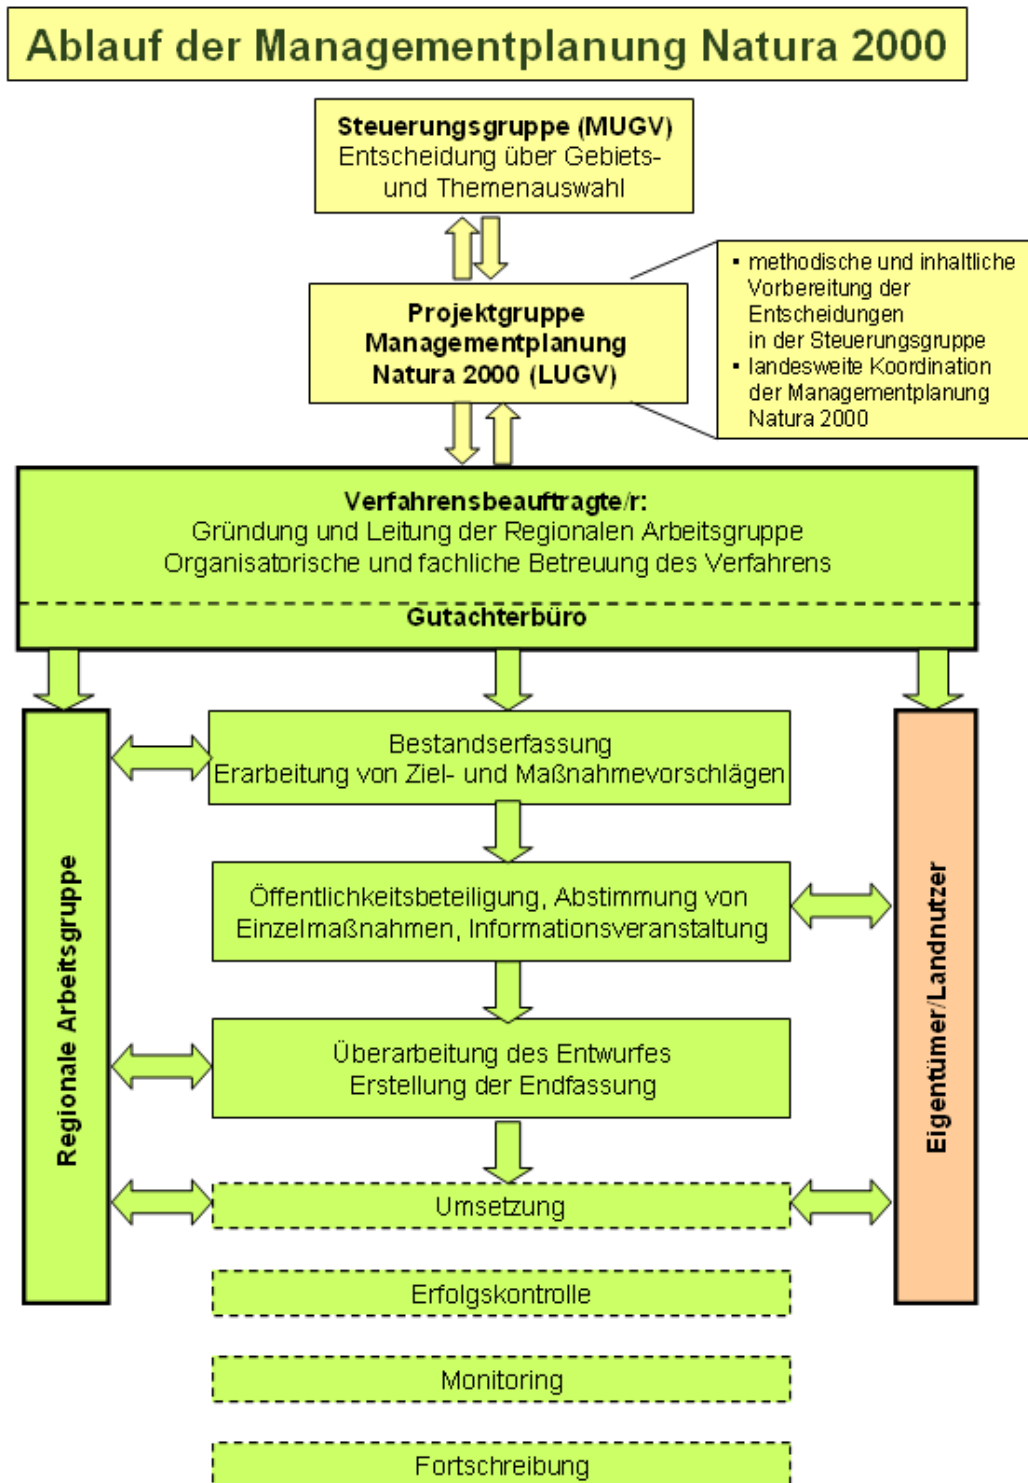 Ablauf der Managementplanung Natura 2000
Steuerungsgruppe (MUGV)
Entscheidung über Gebiets-
und Themenauswahl
Projektgruppe
Managementplanung
Natura 2000 (LUGV)
▪ methodische und inhaltliche
Vorbereitung der
Entscheidungen
in der Steuerungsgruppe
▪ landesweite Koordination
der Managementplanung
Natura 2000
Verfahrensbeauftragte/r:
Gründung und Leitung der Regionalen Arbeitsgruppe
Organisatorische und fachliche Betreuung des Verfahrens
Gutachterbüro
Regionale Arbeitsgruppe
Bestandserfassung
Erarbeitung von Ziel- und Maßnahmevorschlägen
Öffentlichkeitsbeteiligung, Abstimmung von
Einzelmaßnahmen, Informationsveranstaltung
Überarbeitung des Entwurfes
Erstellung der Endfassung
Umsetzung
Erfolgskontrolle
Monitoring
Fortschreibung
Eigentümer/Landnutzer